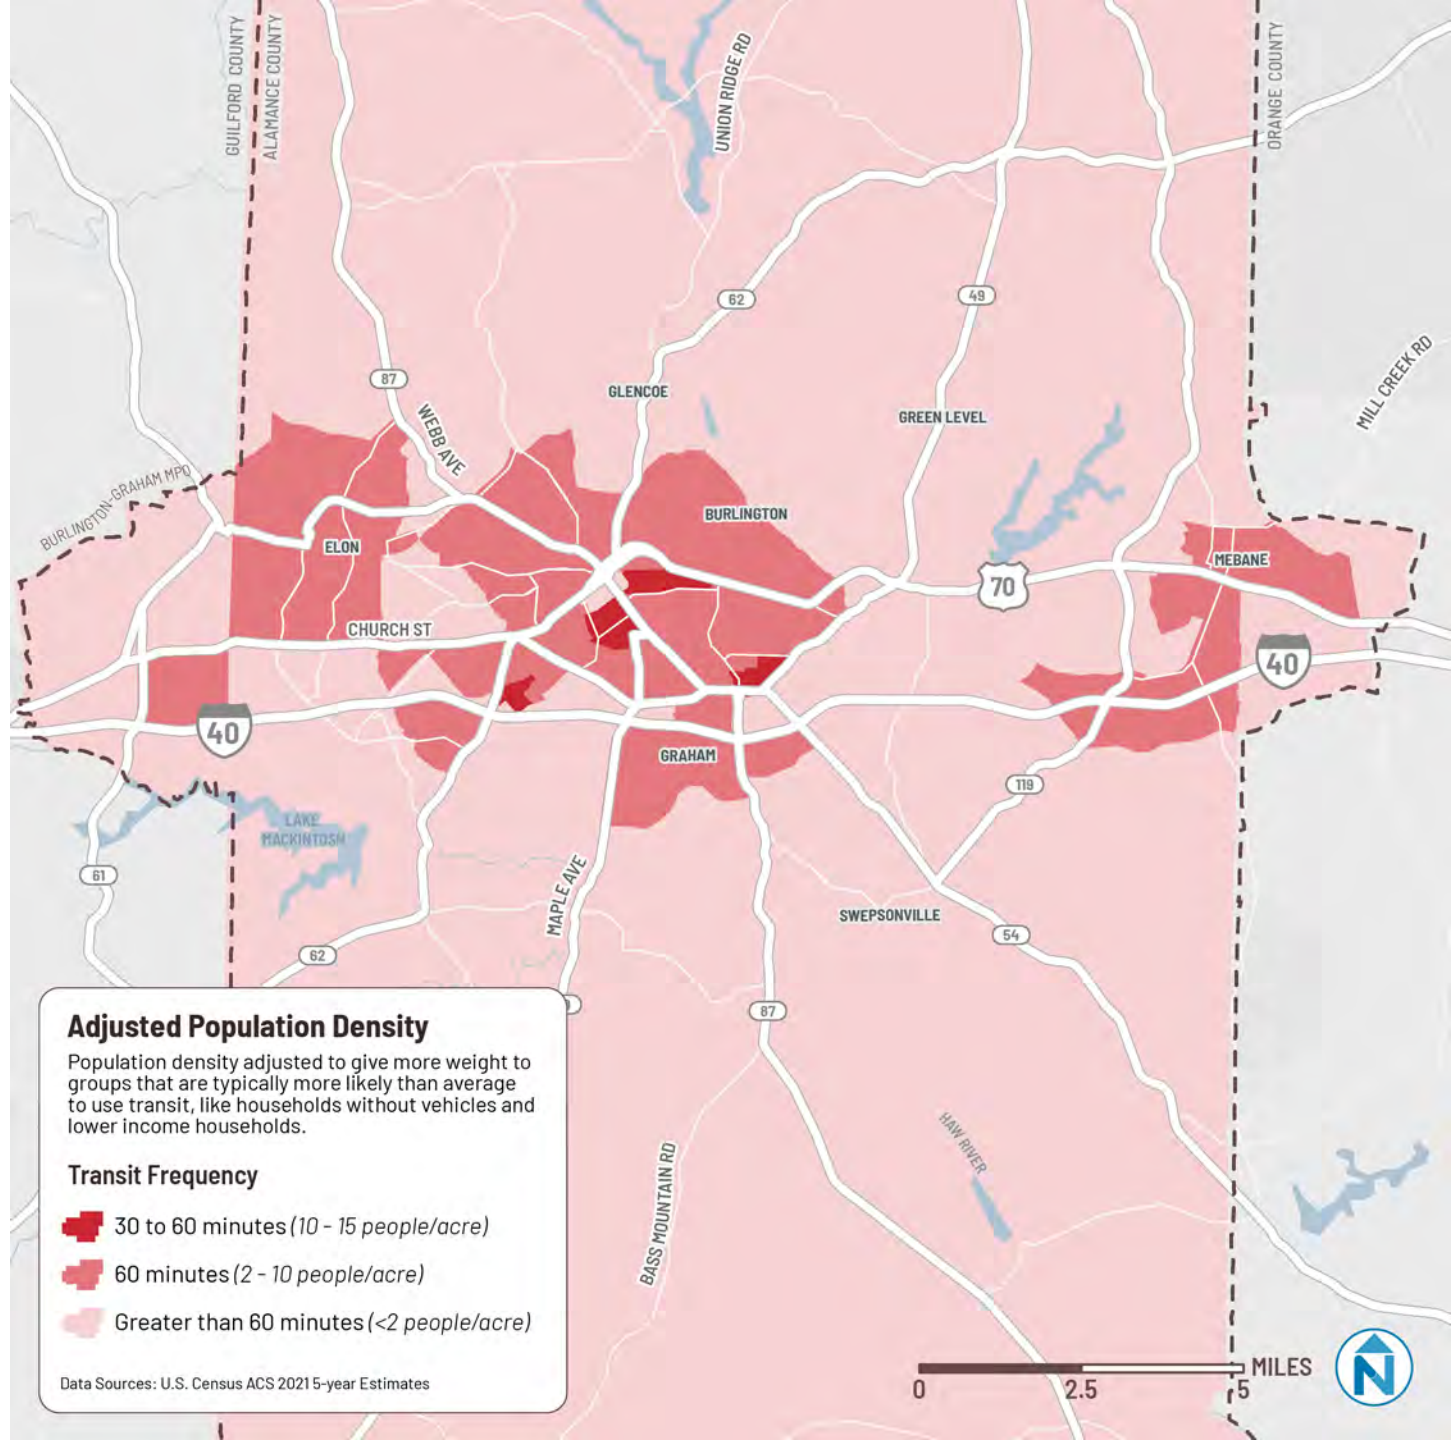 GUILFORD COUNTY
ALAMANCE COUNTY
UNION RIDGE RD
ORANGE COUNTY
62
49
MILL CREEK RD
87
GLENCOE
WEBB AVE
GREEN LEVEL
BURLINGTON-GRAHAM MPO
BURLINGTON
ELON
MEBANE
70
CHURCH ST
40
40
GRAHAM
119
LAKE
MACKINTOSH
61
MAPLE AVE
SWEPSONVILLE
54
62
87
HAW RIVER
BASS MOUNTAIN RD
Adjusted Population Density
Population density adjusted to give more weight to
groups that are typically more likely than average
to use transit, like households without vehicles and
lower income households.
Transit Frequency
30 to 60 minutes (10 - 15 people/acre)
60 minutes (2 - 10 people/acre)
Greater than 60 minutes (<2 people/acre)
Data Sources: U.S. Census ACS 2021 5-year Estimates
MILES
0 2.5 5
N